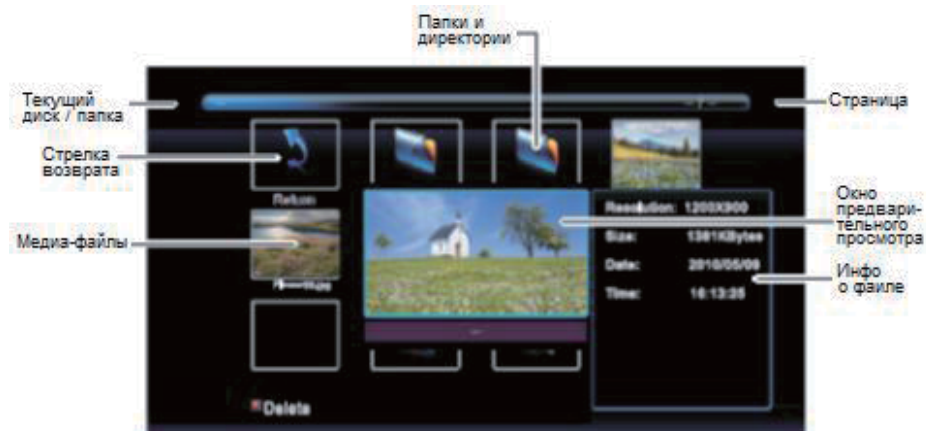 Папки и
директории
Текущий
диск / папка
Страница
Стрелка
возврата
Return
Окно
предвари-
тельного
просмотра
Resolution: 1200X900
Size: 1381KBytes
Медиа-файлы
Date: 2010/05/09
Инфо
о файле
Time: 16:13:35
Delete